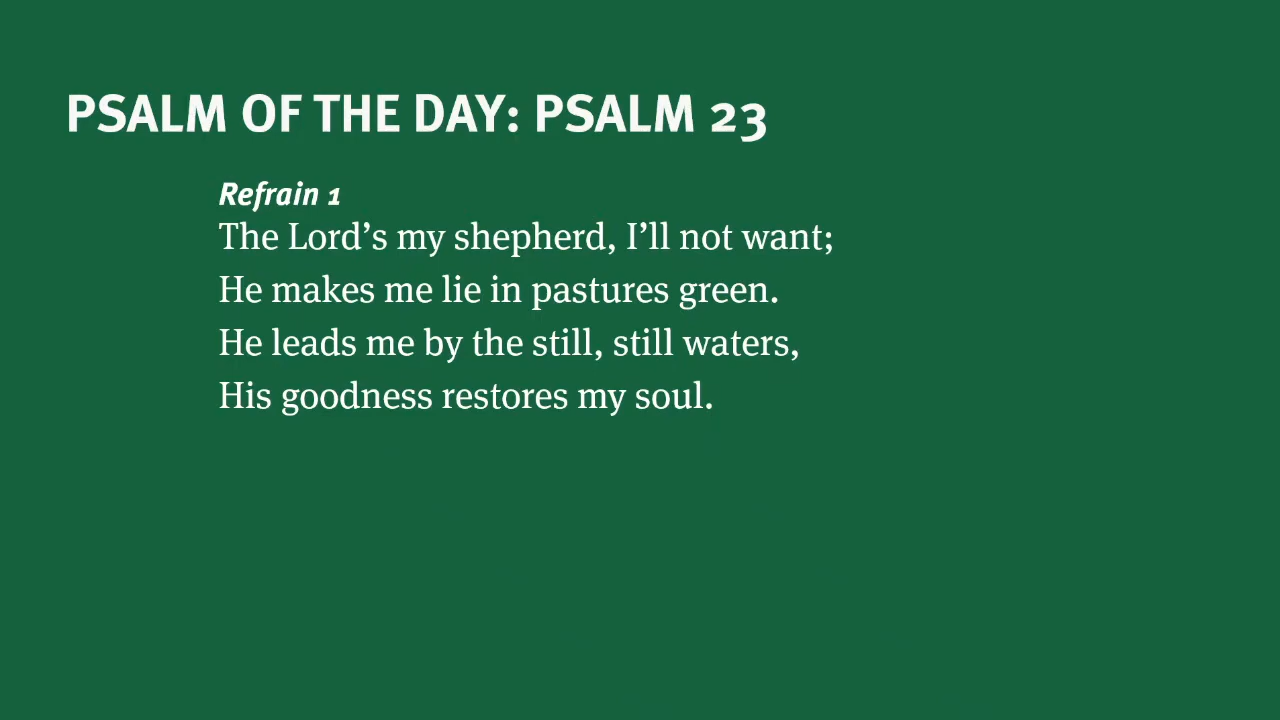 PSALM OF THE DAY: PSALM 23
Refrain 1
The Lord’s my shepherd, I’ll not want;
He makes me lie in pastures green.
He leads me by the still, still waters,
His goodness restores my soul.